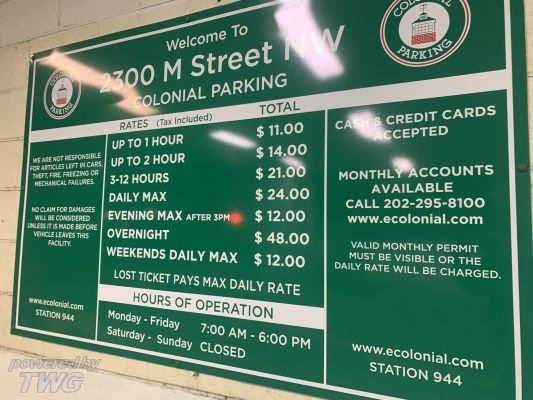 Welcome To
2300 M Street NW
COLONIAL PARKING
COLONIAL
PARKING
COLONIAL
PARKING
WE ARE NOT RESPONSIBLE
FOR ARTICLES LEFT IN CARS,
THEFT, FIRE, FREEZING OR
MECHANICAL FAILURES.
NO CLAIM FOR DAMAGES
WILL BE CONSIDERED
UNLESS IT IS MADE BEFORE
VEHICLE LEAVES THIS
FACILITY.
www.ecolonial.com
STATION 944
RATES (Tax Included) TOTAL
UP TO 1 HOUR $ 11.00
UP TO 2 HOUR $ 14.00
3-12 HOURS $ 21.00
DAILY MAX $ 24.00
EVENING MAX AFTER 3PM $ 12.00
OVERNIGHT $ 48.00
WEEKENDS DAILY MAX $ 12.00
LOST TICKET PAYS MAX DAILY RATE
HOURS OF OPERATION
Monday - Friday 7:00 AM - 6:00 PM
Saturday - Sunday CLOSED
CASH & CREDIT CARDS
ACCEPTED
MONTHLY ACCOUNTS
AVAILABLE
CALL 202-295-8100
www.ecolonial.com
VALID MONTHLY PERMIT
MUST BE VISIBLE OR THE
DAILY RATE WILL BE CHARGED.
www.ecolonial.com
STATION 944
powered by
TWG